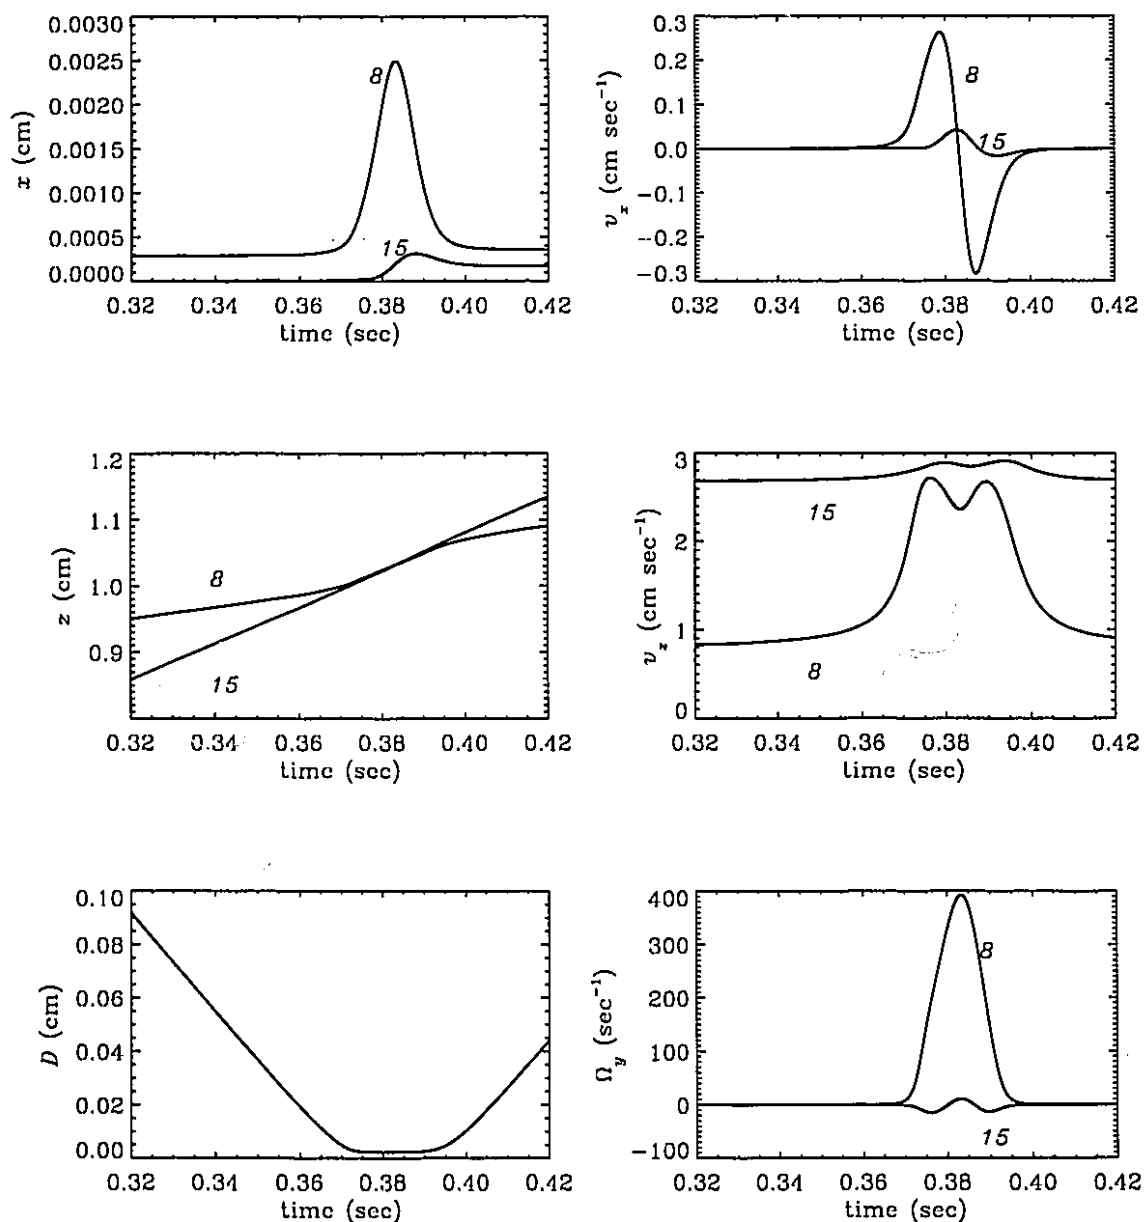 0.0030
0.0025
0.0020
0.0015
0.0010
0.0005
0.0000
x (cm)
8
15
0.32 0.34 0.36 0.38 0.40 0.42
time (sec)
0.3
0.2
0.1
0.0
-0.1
-0.2
-0.3
v_x (cm sec⁻¹)
8
15
0.32 0.34 0.36 0.38 0.40 0.42
time (sec)
1.2
1.1
1.0
0.9
z (cm)
8
15
0.32 0.34 0.36 0.38 0.40 0.42
time (sec)
3
2
1
0
v_z (cm sec⁻¹)
15
8
0.32 0.34 0.36 0.38 0.40 0.42
time (sec)
0.10
0.08
0.06
0.04
0.02
0.00
D (cm)
0.32 0.34 0.36 0.38 0.40 0.42
time (sec)
400
300
200
100
0
-100
Ω_y (sec⁻¹)
8
15
0.32 0.34 0.36 0.38 0.40 0.42
time (sec)